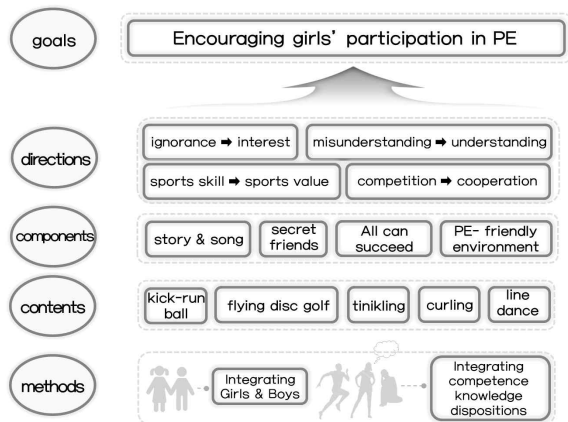 goals
Encouraging girls' participation in PE
directions
ignorance ➡ interest
misunderstanding ➡ understanding
sports skill ➡ sports value
competition ➡ cooperation
components
story & song
secret
friends
All can
succeed
PE- friendly
environment
contents
kick-run
ball
flying disc golf
tinikling
curling
line
dance
methods
Integrating
Girls & Boys
Integrating
competence
knowledge
dispositions